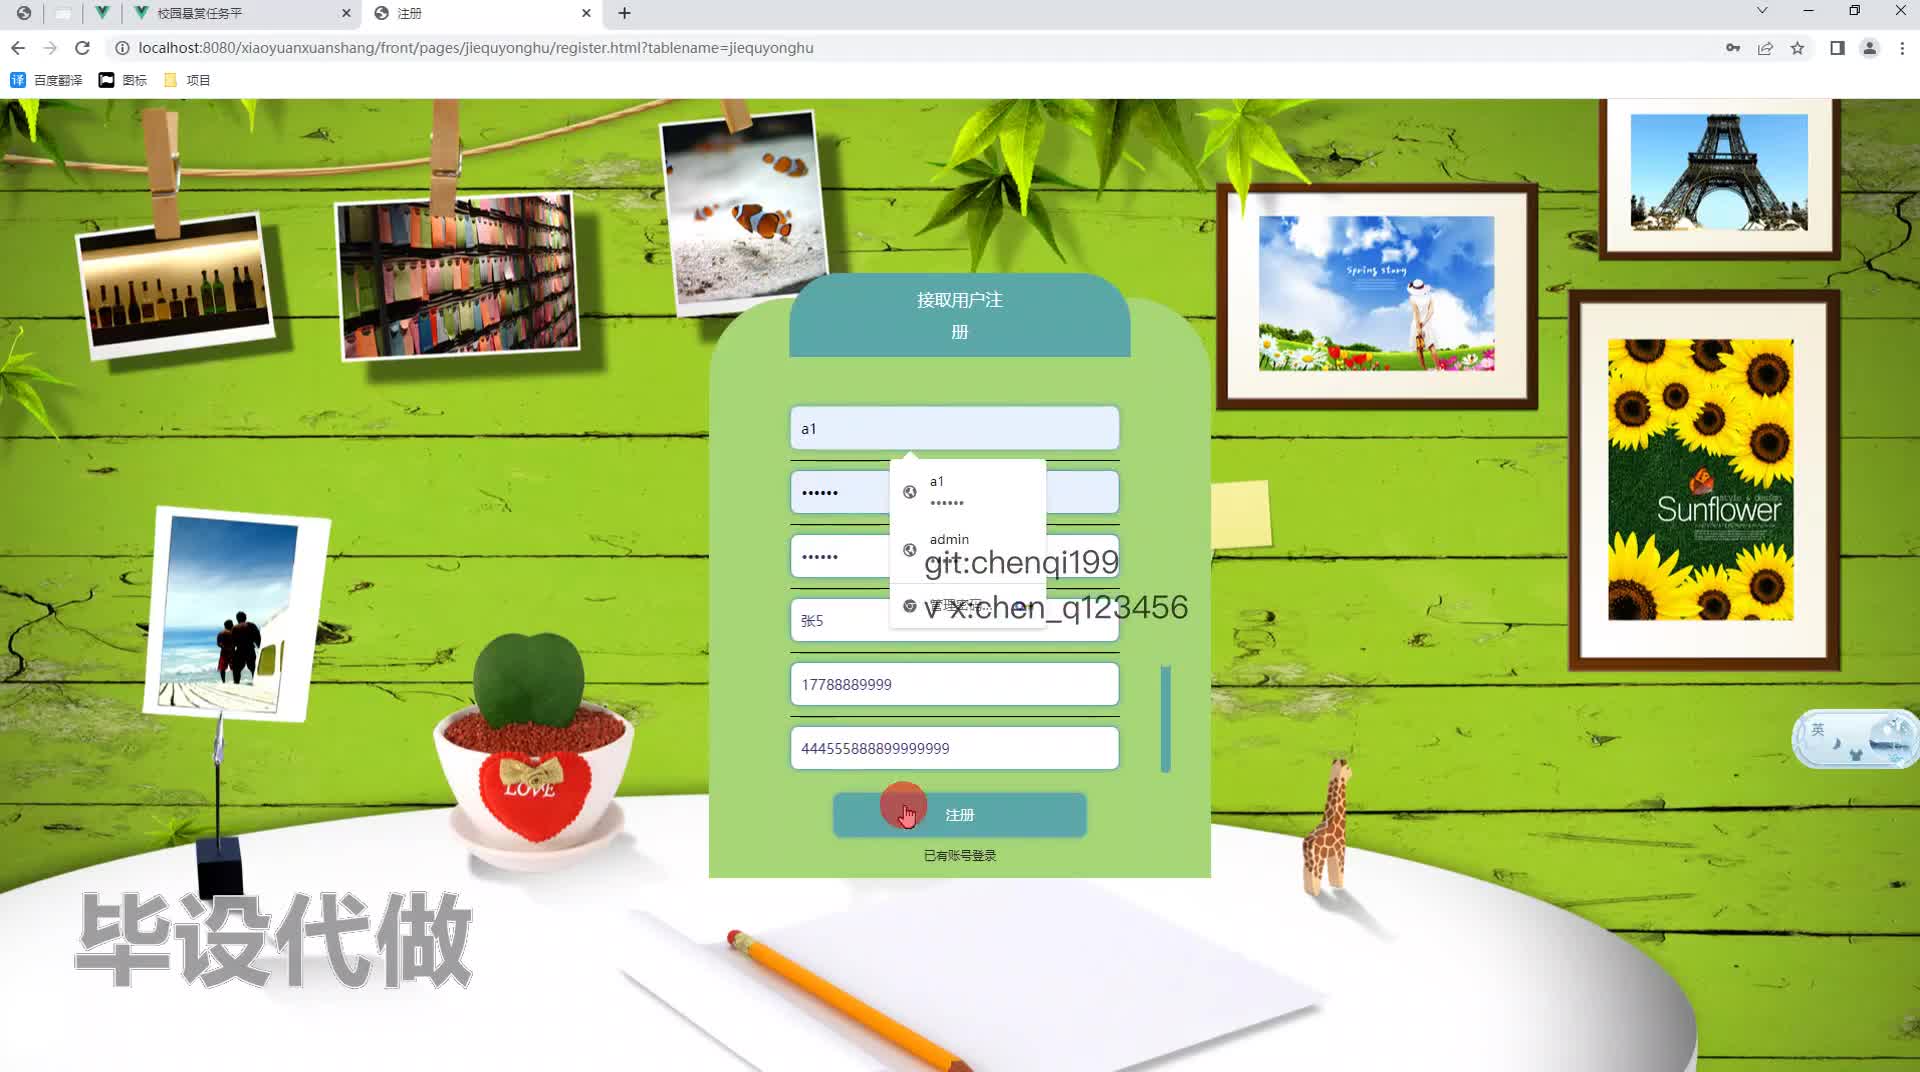 校园悬赏任务平
注册
localhost:8080/xiaoyuanxuanshang/front/pages/jiequyonghu/register.html?tablename=jiequyonghu
百度翻译
图标
项目
Spring story
接取用户注
册
a1
••••••
a1
••••••
••••••
admin
git:chenqi199
管理密码...
v x:chen_q123456
张5
17788889999
444555888899999999
注册
已有账号登录
Sunflower
LOVE
英
毕设代做